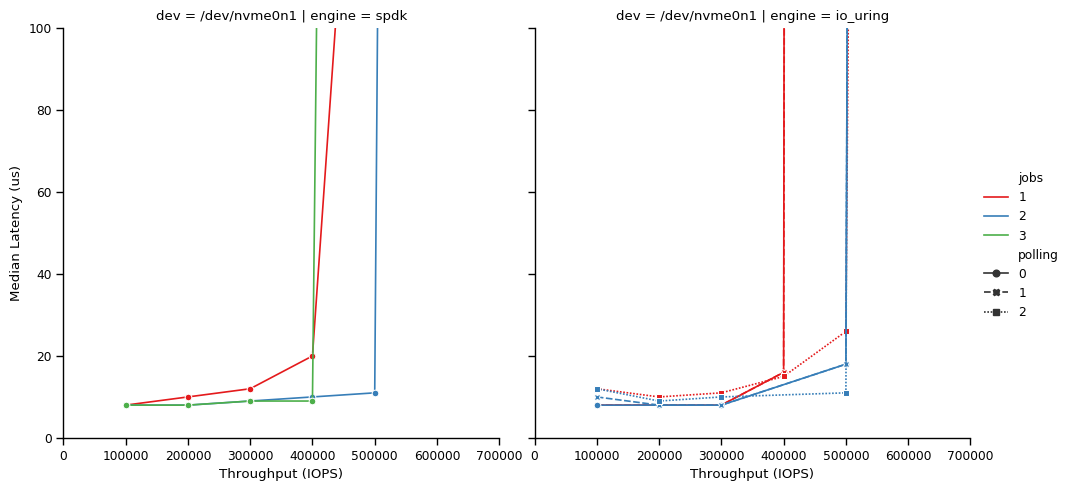 dev = /dev/nvme0n1 | engine = spdk
dev = /dev/nvme0n1 | engine = io_uring
100
80
60
40
20
0
Median Latency (us)
0 100000 200000 300000 400000 500000 600000 700000
0 100000 200000 300000 400000 500000 600000 700000
Throughput (IOPS)
Throughput (IOPS)
jobs
1
2
3
polling
0
1
2